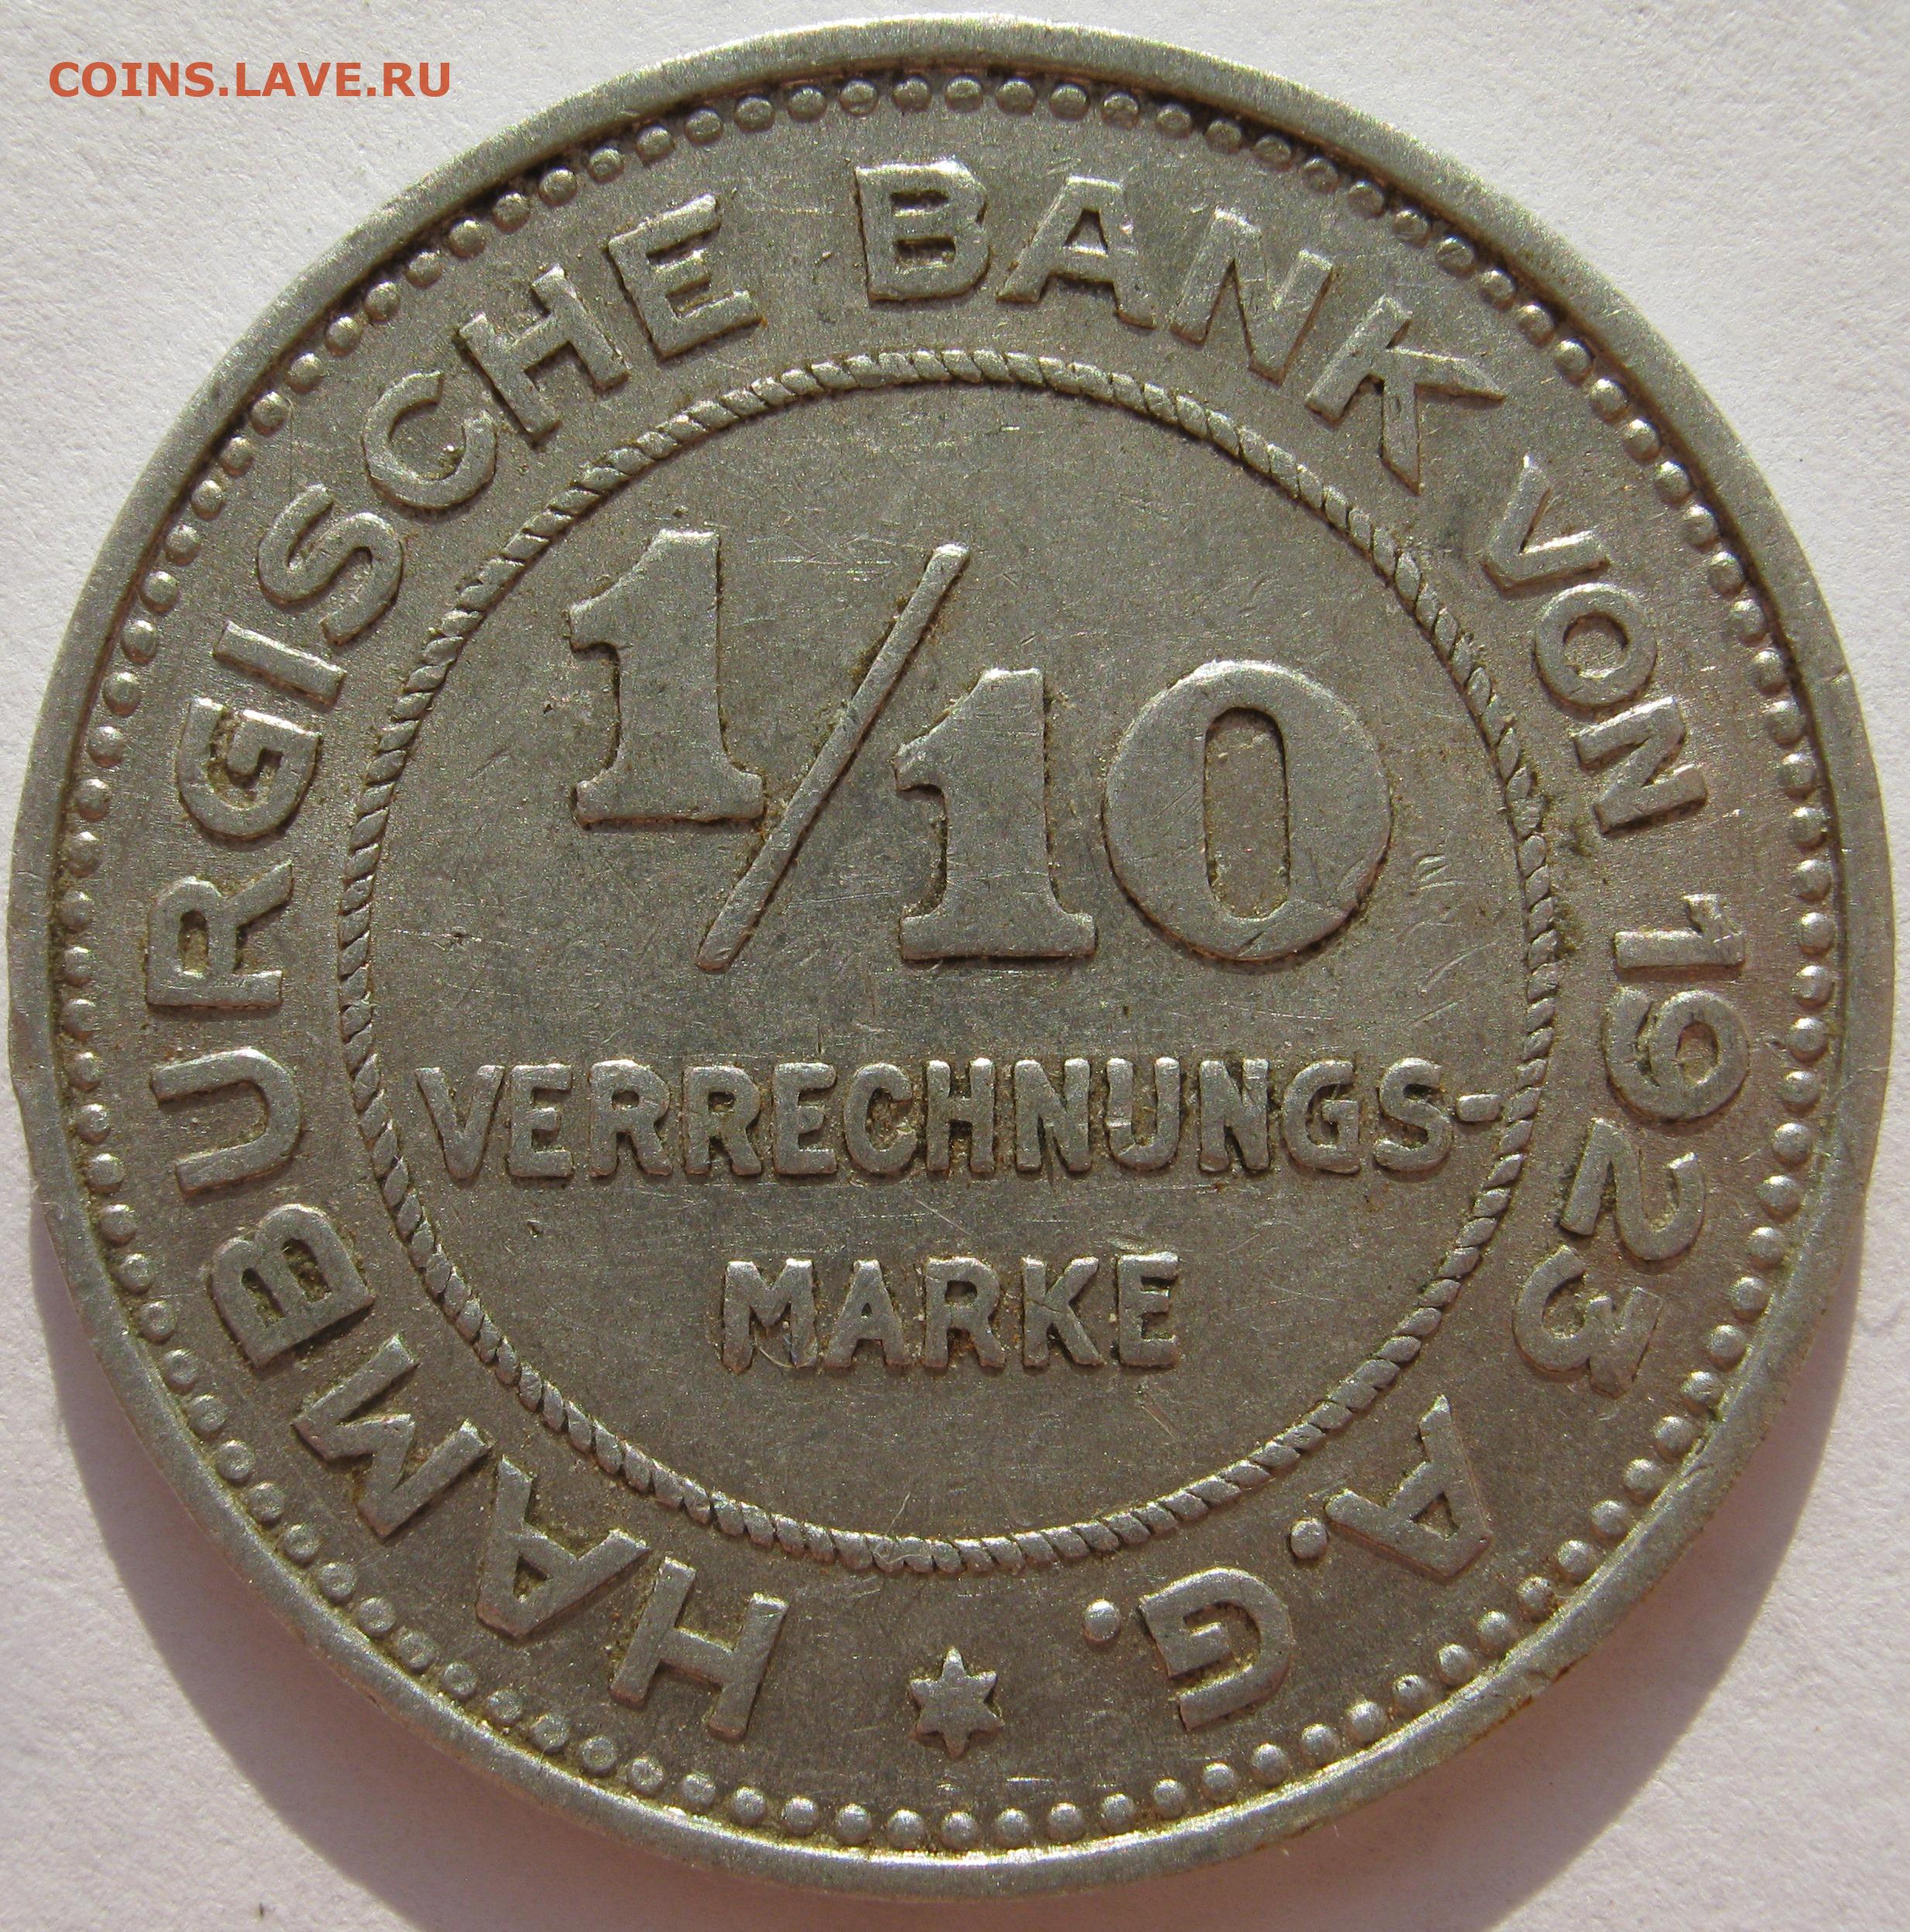 COINS.LAVE.RU
HAMBURGISCHE BANK VON 1923 A.G.
1/10
VERRECHNUNGS-
MARKE